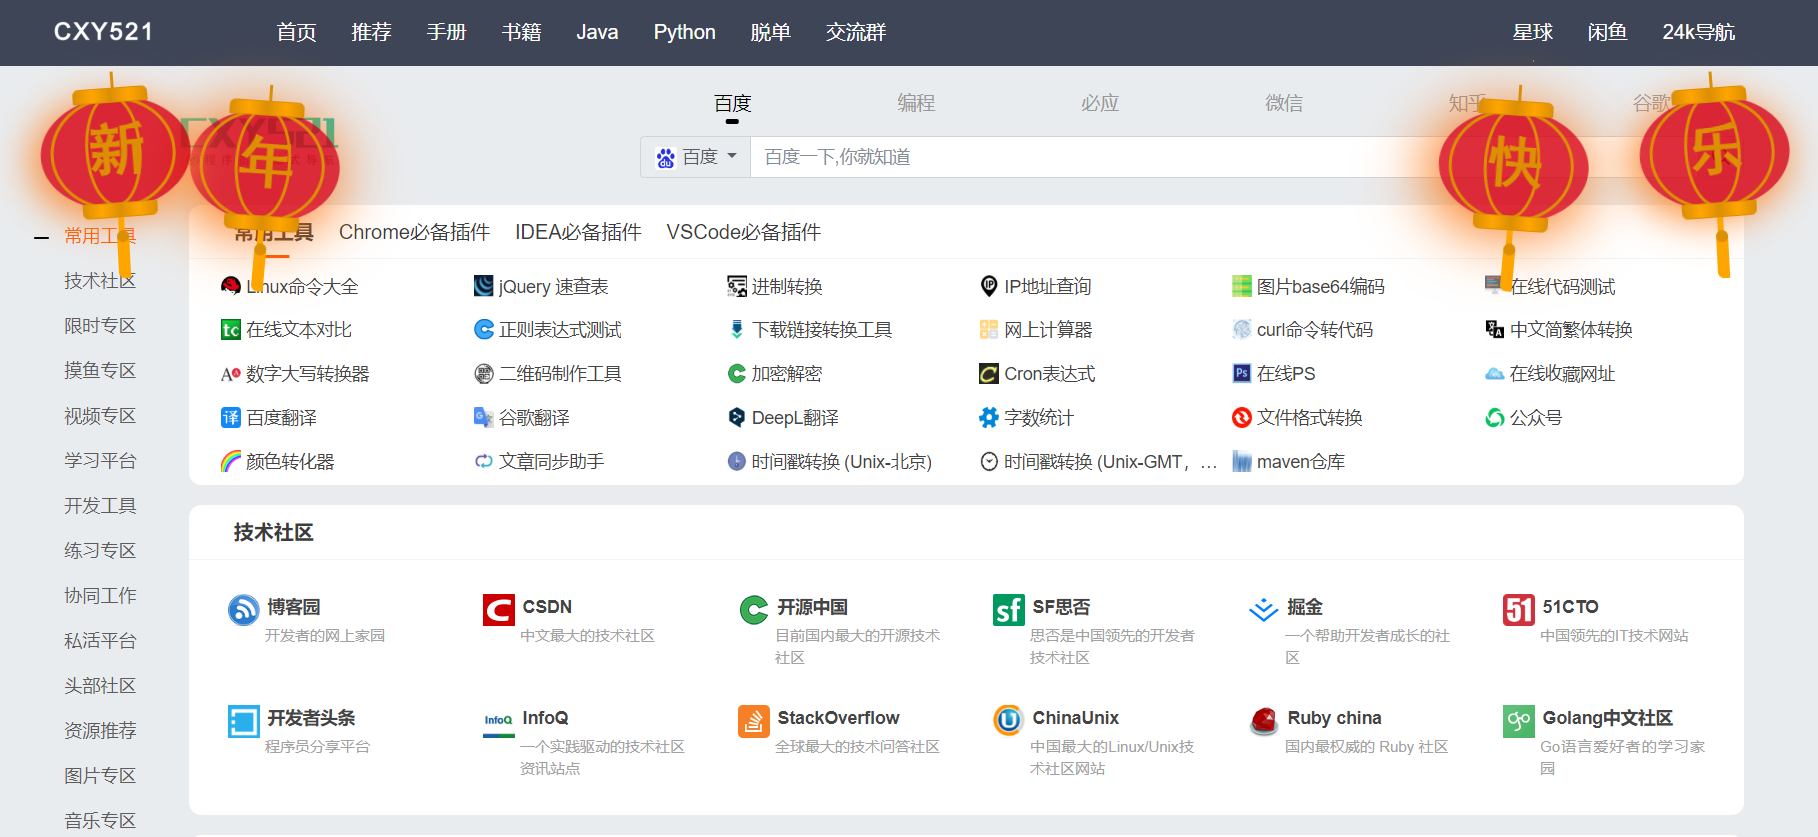 CXY521 首页 推荐 手册 书籍 Java Python 脱单 交流群 星球 闲鱼 24k导航
新 年 快 乐
CXY521
百度 编程 必应 微信 知乎 谷歌
百度 百度一下,你就知道
常用工具
技术社区
限时专区
摸鱼专区
视频专区
学习平台
开发工具
练习专区
协同工作
私活平台
头部社区
资源推荐
图片专区
音乐专区
常用工具 Chrome必备插件 IDEA必备插件 VSCode必备插件
Linux命令大全 jQuery 速查表 进制转换 IP地址查询 图片base64编码 在线代码测试
在线文本对比 正则表达式测试 下载链接转换工具 网上计算器 curl命令转代码 中文简繁体转换
数字大写转换器 二维码制作工具 加密解密 Cron表达式 在线PS 在线收藏网址
百度翻译 谷歌翻译 DeepL翻译 字数统计 文件格式转换 公众号
颜色转化器 文章同步助手 时间戳转换 (Unix-北京) 时间戳转换 (Unix-GMT，… maven仓库
技术社区
博客园
开发者的网上家园
CSDN
中文最大的技术社区
开源中国
目前国内最大的开源技术
社区
SF思否
思否是中国领先的开发者
技术社区
掘金
一个帮助开发者成长的社
区
51CTO
中国领先的IT技术网站
开发者头条
程序员分享平台
InfoQ
一个实践驱动的技术社区
资讯站点
StackOverflow
全球最大的技术问答社区
ChinaUnix
中国最大的Linux/Unix技
术社区网站
Ruby china
国内最权威的 Ruby 社区
Golang中文社区
Go语言爱好者的学习家
园